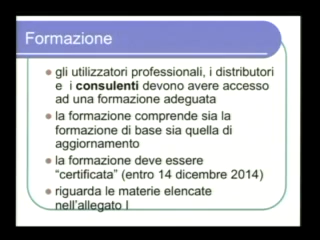 Formazione
gli utilizzatori professionali, i distributori
e i consulenti devono avere accesso
ad una formazione adeguata
la formazione comprende sia la
formazione di base sia quella di
aggiornamento
la formazione deve essere
"certificata" (entro 14 dicembre 2014)
riguarda le materie elencate
nell'allegato I